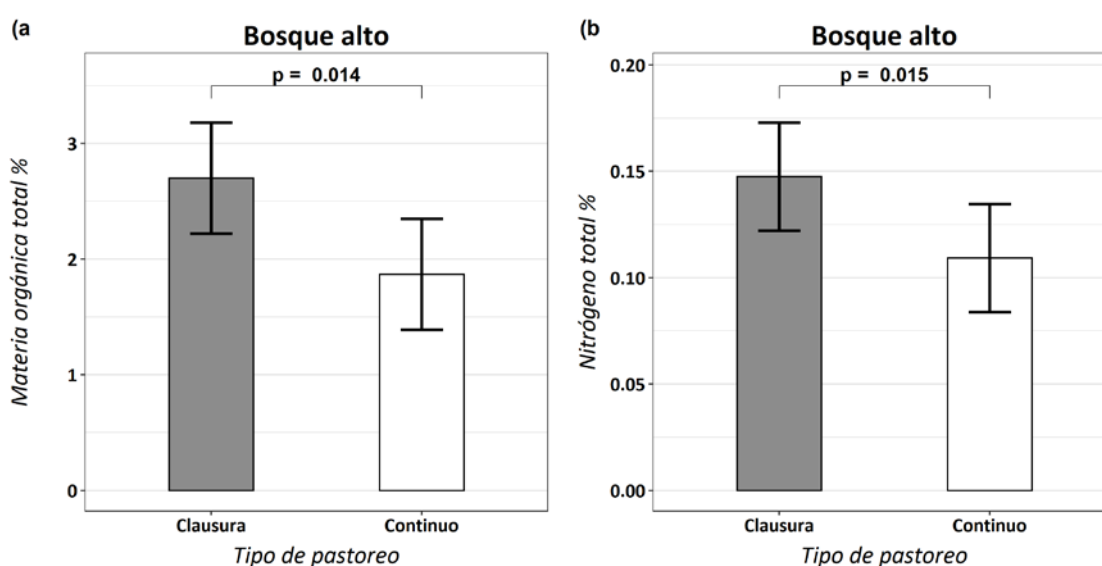 (a
Bosque alto
p = 0.014
Materia orgánica total %
3
2
1
0
Clausura Continuo
Tipo de pastoreo
(b)
Bosque alto
p = 0.015
Nitrógeno total %
0.20
0.15
0.10
0.05
0.00
Clausura Continuo
Tipo de pastoreo